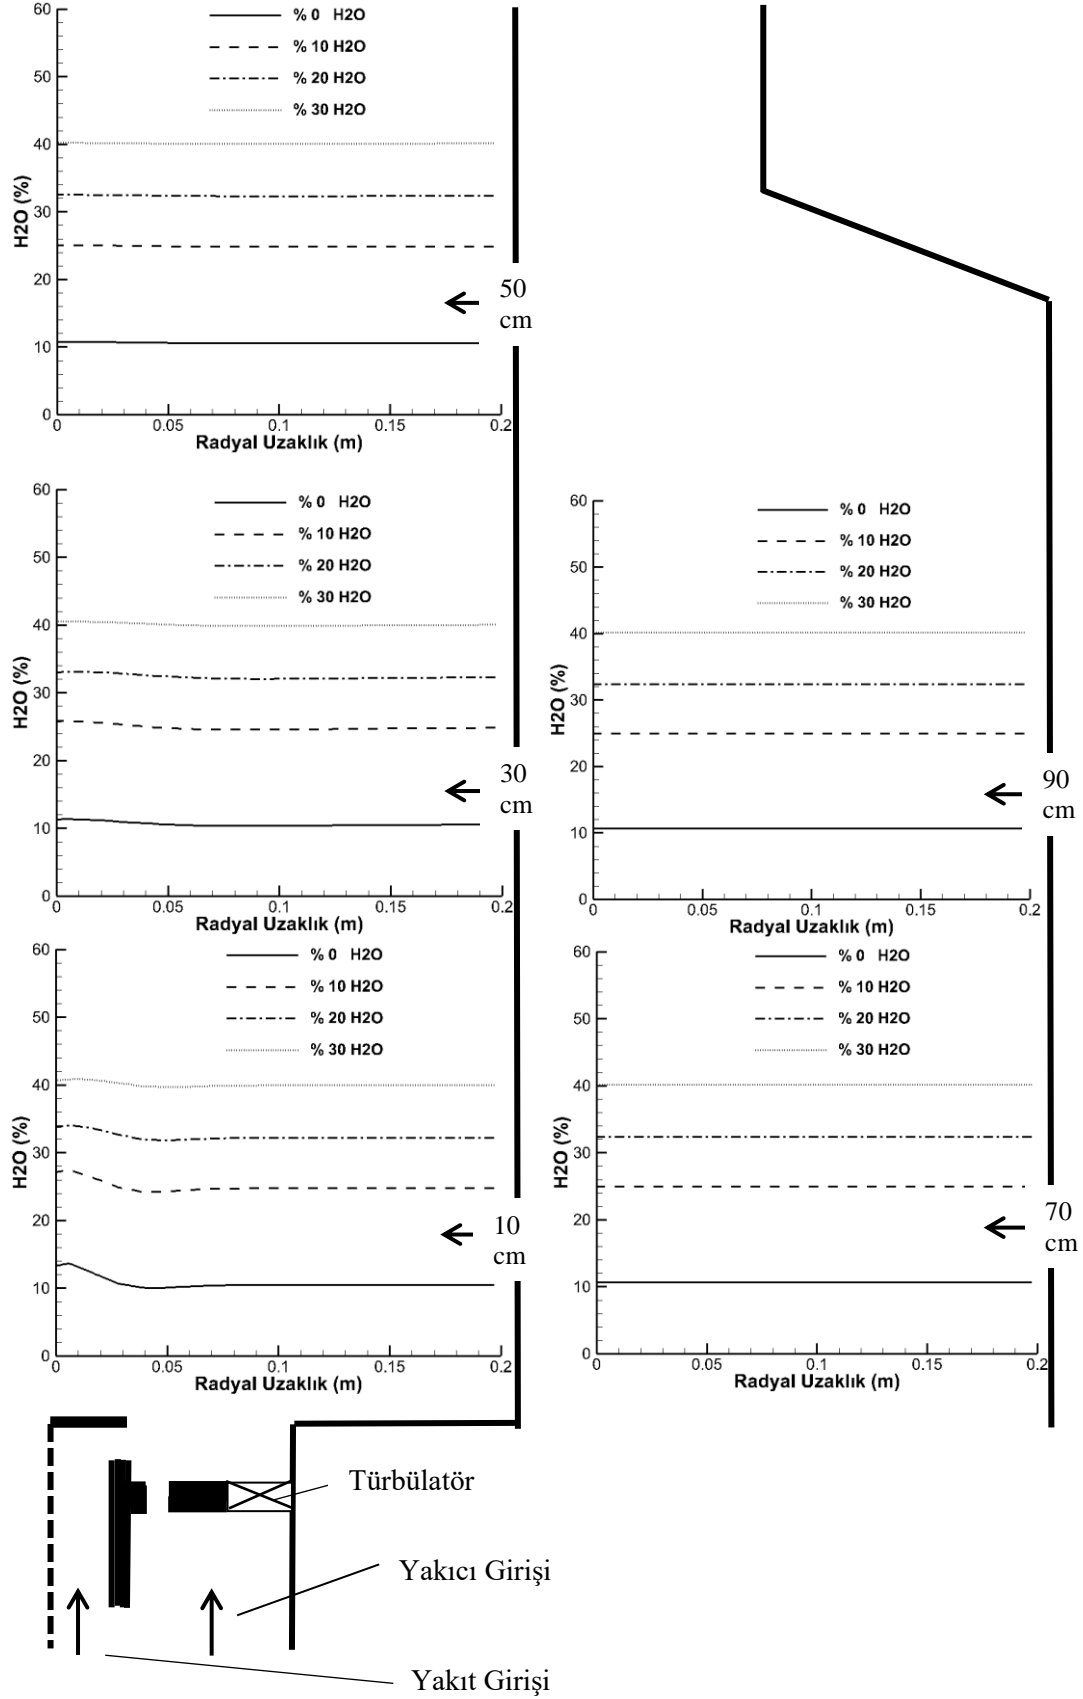 60
50
40
30
20
10
0
H2O (%)
% 0 H2O
% 10 H2O
% 20 H2O
% 30 H2O
0 0.05 0.1 0.15 0.2
Radyal Uzaklık (m)
50
cm
60
50
40
30
20
10
0
H2O (%)
% 0 H2O
% 10 H2O
% 20 H2O
% 30 H2O
0 0.05 0.1 0.15 0.2
Radyal Uzaklık (m)
30
cm
60
50
40
30
20
10
0
H2O (%)
% 0 H2O
% 10 H2O
% 20 H2O
% 30 H2O
0 0.05 0.1 0.15 0.2
Radyal Uzaklık (m)
90
cm
60
50
40
30
20
10
0
H2O (%)
% 0 H2O
% 10 H2O
% 20 H2O
% 30 H2O
0 0.05 0.1 0.15 0.2
Radyal Uzaklık (m)
10
cm
60
50
40
30
20
10
0
H2O (%)
% 0 H2O
% 10 H2O
% 20 H2O
% 30 H2O
0 0.05 0.1 0.15 0.2
Radyal Uzaklık (m)
70
cm
Türbülatör
Yakıcı Girişi
Yakıt Girişi